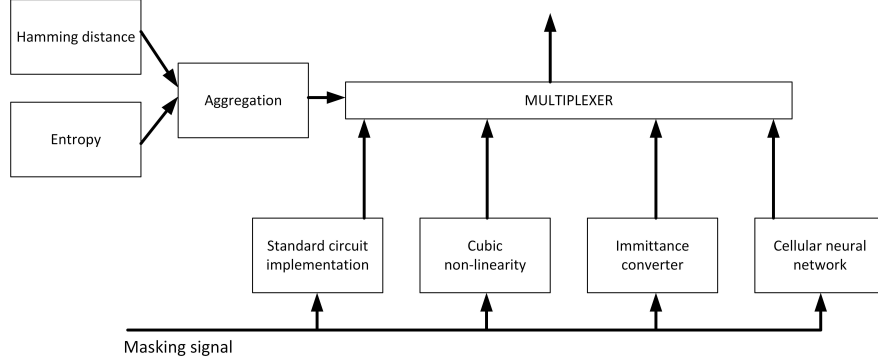 Hamming distance
Entropy
Aggregation
MULTIPLEXER
Standard circuit
implementation
Cubic
non-linearity
Immittance
converter
Cellular neural
network
Masking signal